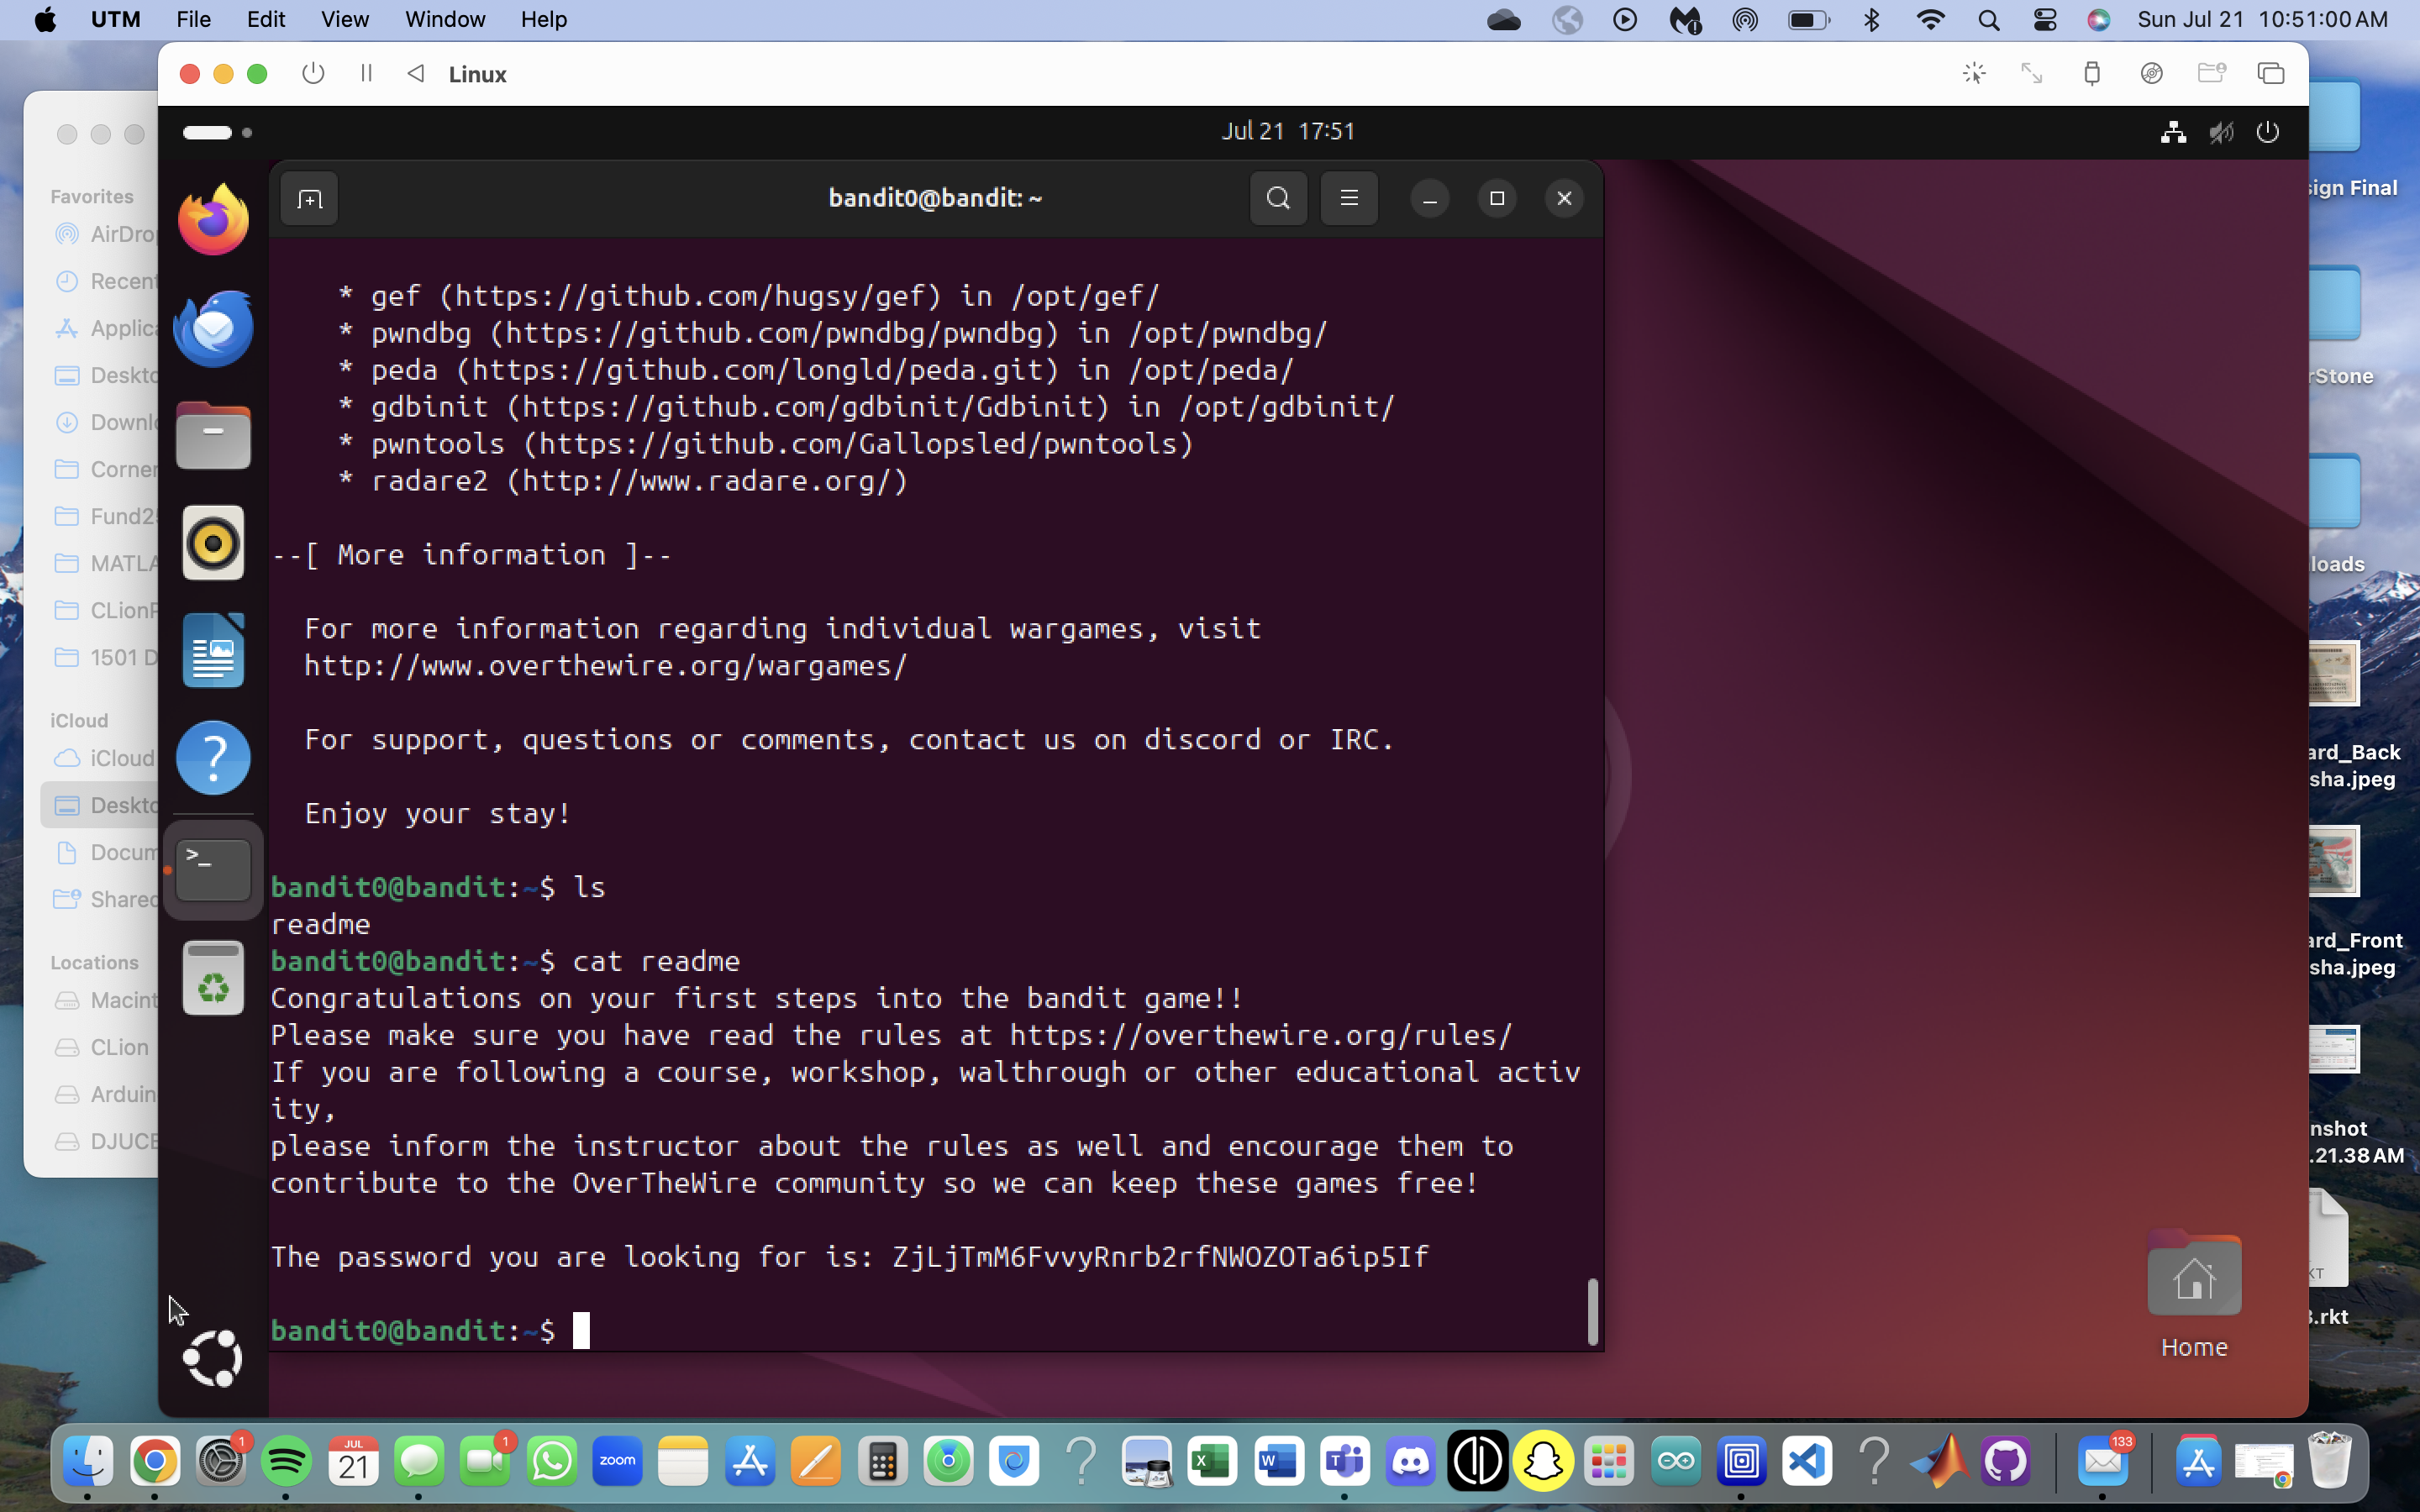 UTM File Edit View Window Help Sun Jul 21 10:51:00 AM
Linux
Jul 21 17:51
bandit0@bandit: ~
* gef (https://github.com/hugsy/gef) in /opt/gef/
* pwndbg (https://github.com/pwndbg/pwndbg) in /opt/pwndbg/
* peda (https://github.com/longld/peda.git) in /opt/peda/
* gdbinit (https://github.com/gdbinit/Gdbinit) in /opt/gdbinit/
* pwntools (https://github.com/Gallopsled/pwntools)
* radare2 (http://www.radare.org/)
--[ More information ]--
For more information regarding individual wargames, visit
http://www.overthewire.org/wargames/
For support, questions or comments, contact us on discord or IRC.
Enjoy your stay!
bandit0@bandit:~$ ls
readme
bandit0@bandit:~$ cat readme
Congratulations on your first steps into the bandit game!!
Please make sure you have read the rules at https://overthewire.org/rules/
If you are following a course, workshop, walthrough or other educational activ
ity,
please inform the instructor about the rules as well and encourage them to
contribute to the OverTheWire community so we can keep these games free!
The password you are looking for is: ZjLjTmM6FvvyRnrb2rfNWOZOTa6ip5If
bandit0@bandit:~$
Favorites
AirDrop
Recent
Applica
Deskto
Downlo
Corner
Fund25
MATLA
CLionP
1501 D
iCloud
iCloud
Deskto
Docum
Shared
Locations
Macint
CLion
Arduin
DJUCE
sign Final
rStone
loads
ard_Back
sha.jpeg
ard_Front
sha.jpeg
nshot
.21.38 AM
KT
3.rkt
Home
1
JUL
21
1
zoom
133